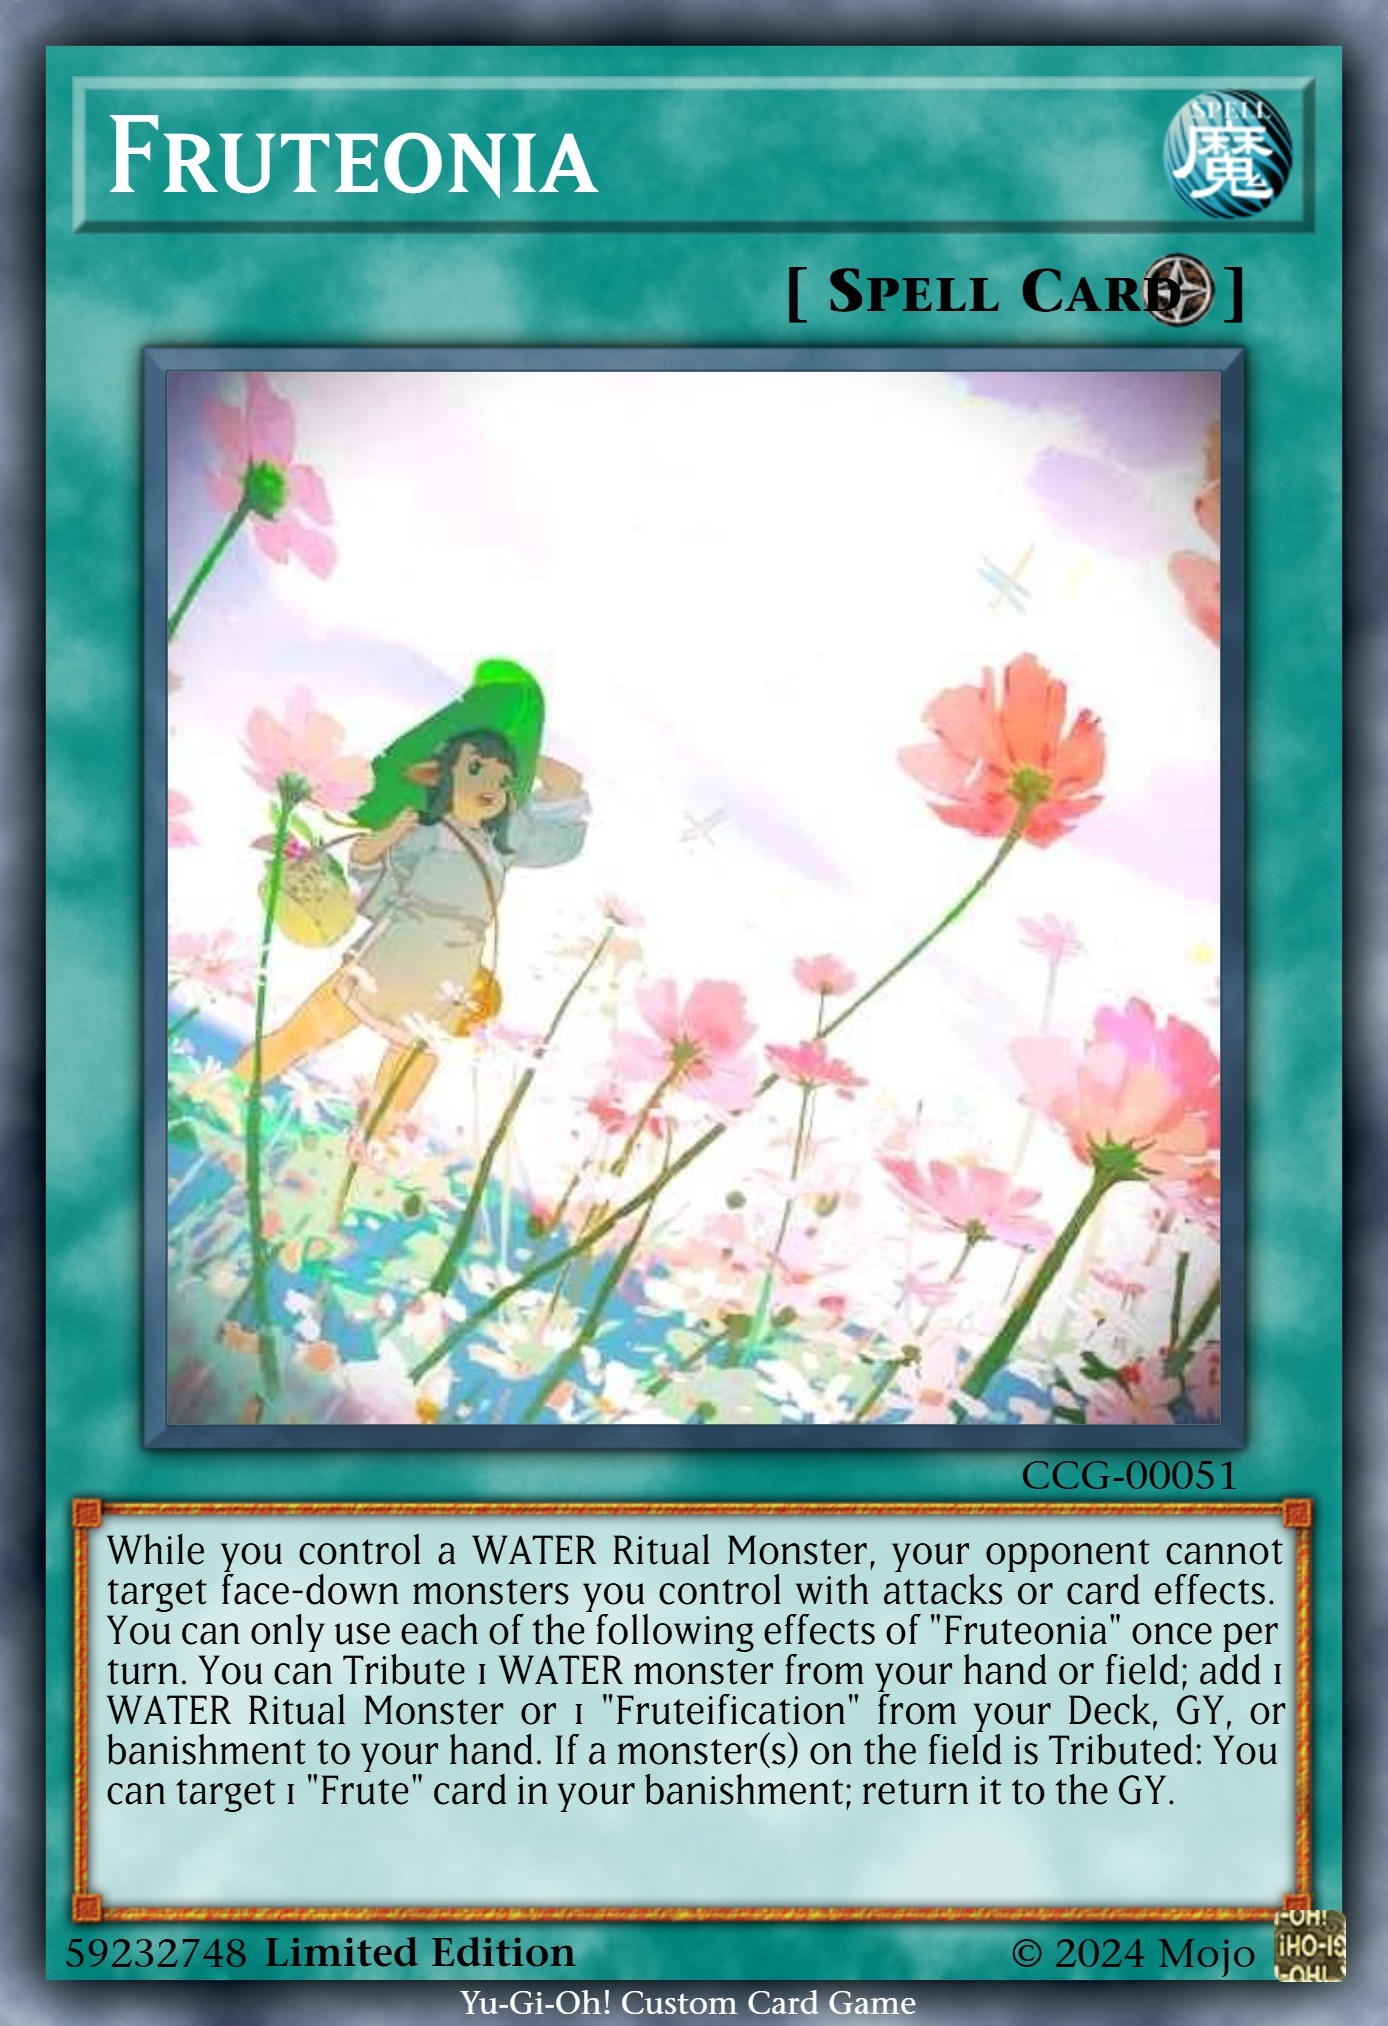 FRUTEONIA
SPELL
魔
[ SPELL CARD ]
CCG-00051
While you control a WATER Ritual Monster, your opponent cannot
target face-down monsters you control with attacks or card effects.
You can only use each of the following effects of "Fruteonia" once per
turn. You can Tribute 1 WATER monster from your hand or field; add 1
WATER Ritual Monster or 1 "Fruteification" from your Deck, GY, or
banishment to your hand. If a monster(s) on the field is Tributed: You
can target 1 "Frute" card in your banishment; return it to the GY.
59232748 Limited Edition
© 2024 Mojo
Yu-Gi-Oh! Custom Card Game